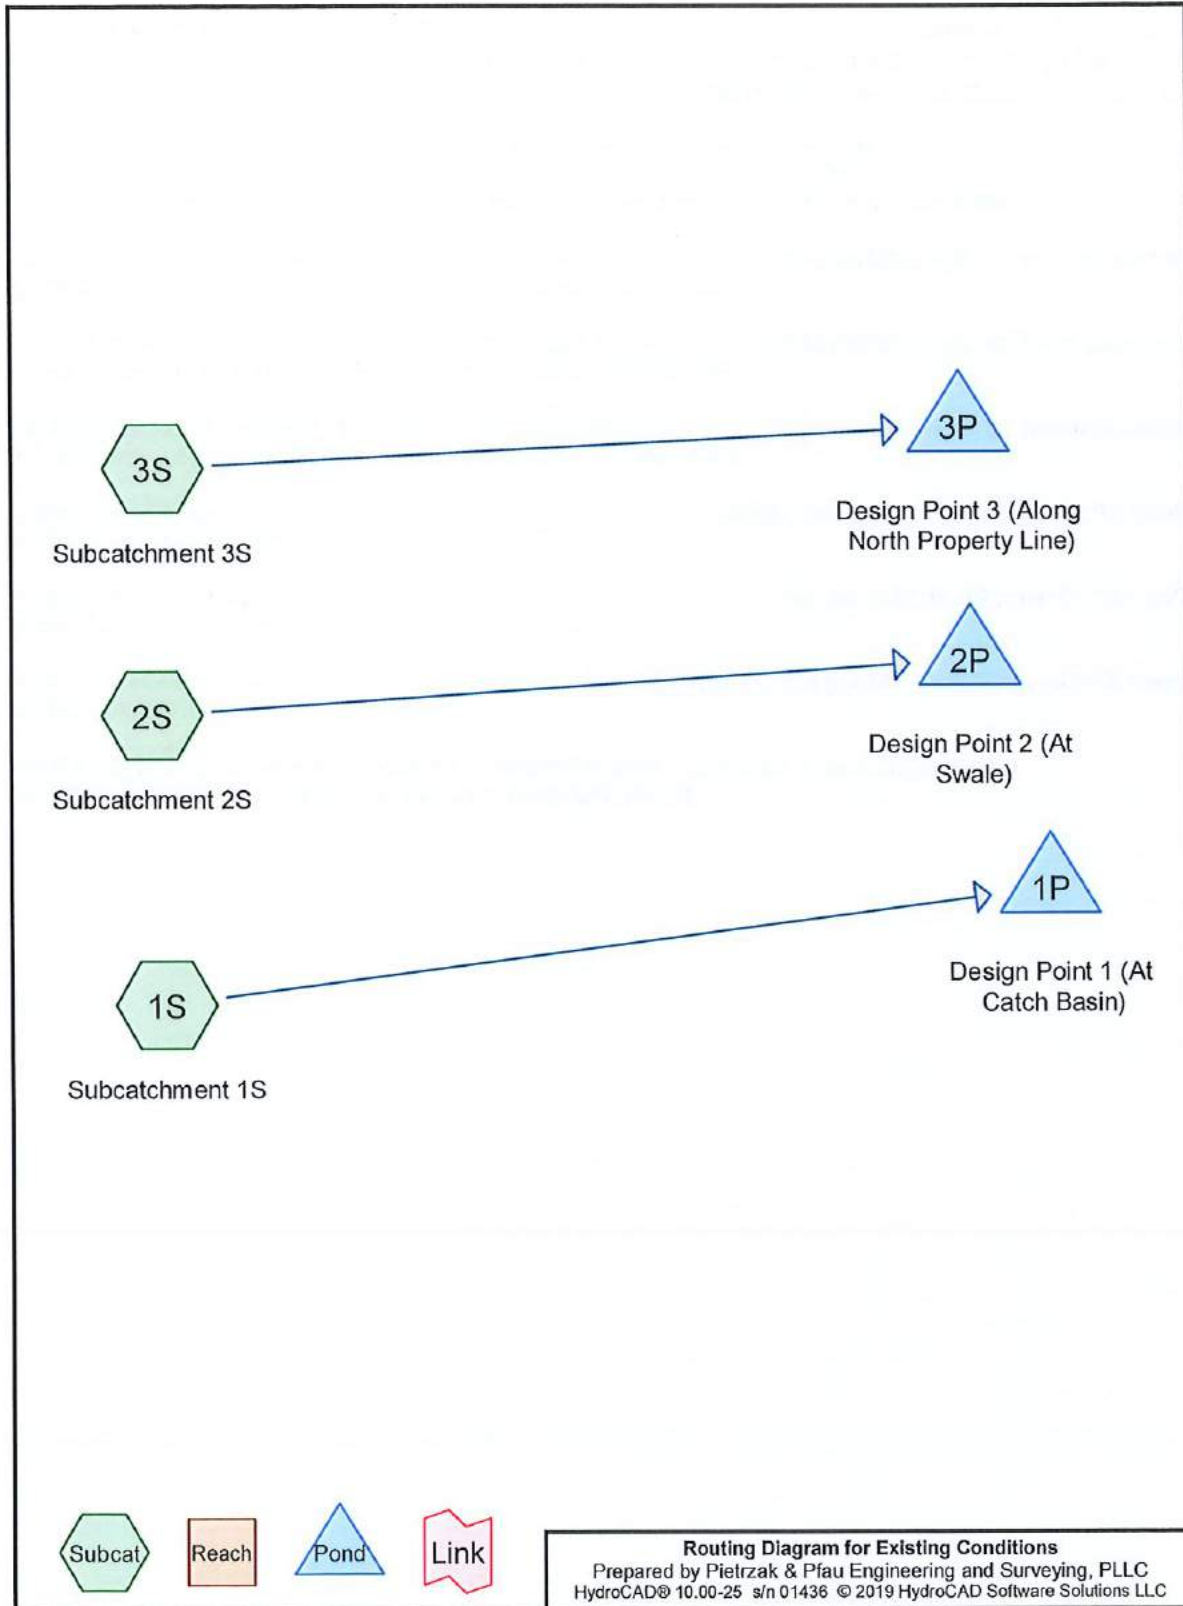 3S
3P
Design Point 3 (Along
North Property Line)
Subcatchment 3S
2S
2P
Design Point 2 (At
Swale)
Subcatchment 2S
1P
Design Point 1 (At
Catch Basin)
1S
Subcatchment 1S
Subcat
Reach
Pond
Link
Routing Diagram for Existing Conditions
Prepared by Pietrzak & Pfau Engineering and Surveying, PLLC
HydroCAD® 10.00-25 s/n 01436 © 2019 HydroCAD Software Solutions LLC